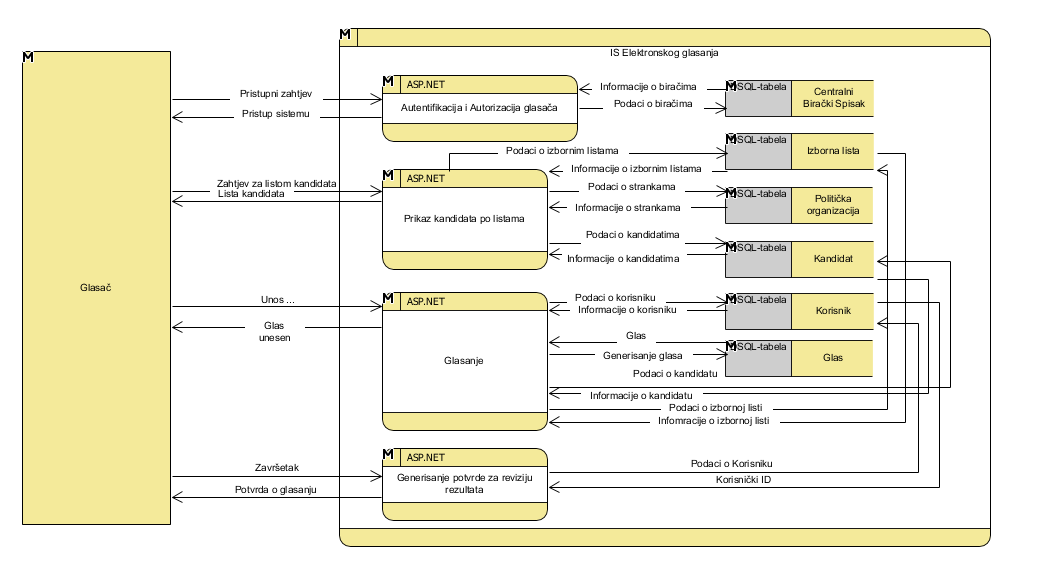 IS Elektronskog glasanja
M
M
Glasač
Pristupni zahtjev
Pristup sistemu
M
ASP.NET
Autentifikacija i Autorizacija glasača
Informacije o biračima
Podaci o biračima
M
SQL-tabela
Centralni
Birački Spisak
Podaci o izbornim listama
Informacije o izbornim listama
M
SQL-tabela
Izborna lista
Zahtjev za listom kandidata
Lista kandidata
M
ASP.NET
Prikaz kandidata po listama
Podaci o strankama
Informacije o strankama
M
SQL-tabela
Politička
organizacija
Podaci o kandidatima
Informacije o kandidatima
M
SQL-tabela
Kandidat
Unos ...
Glas
unesen
M
ASP.NET
Glasanje
Podaci o korisniku
Informacije o korisniku
M
SQL-tabela
Korisnik
Glas
Generisanje glasa
M
SQL-tabela
Glas
Podaci o kandidatu
Informacije o kandidatu
Podaci o izbornoj listi
Infomracije o izbornoj listi
Završetak
Potvrda o glasanju
M
ASP.NET
Generisanje potvrde za reviziju
rezultata
Podaci o Korisniku
Korisnički ID